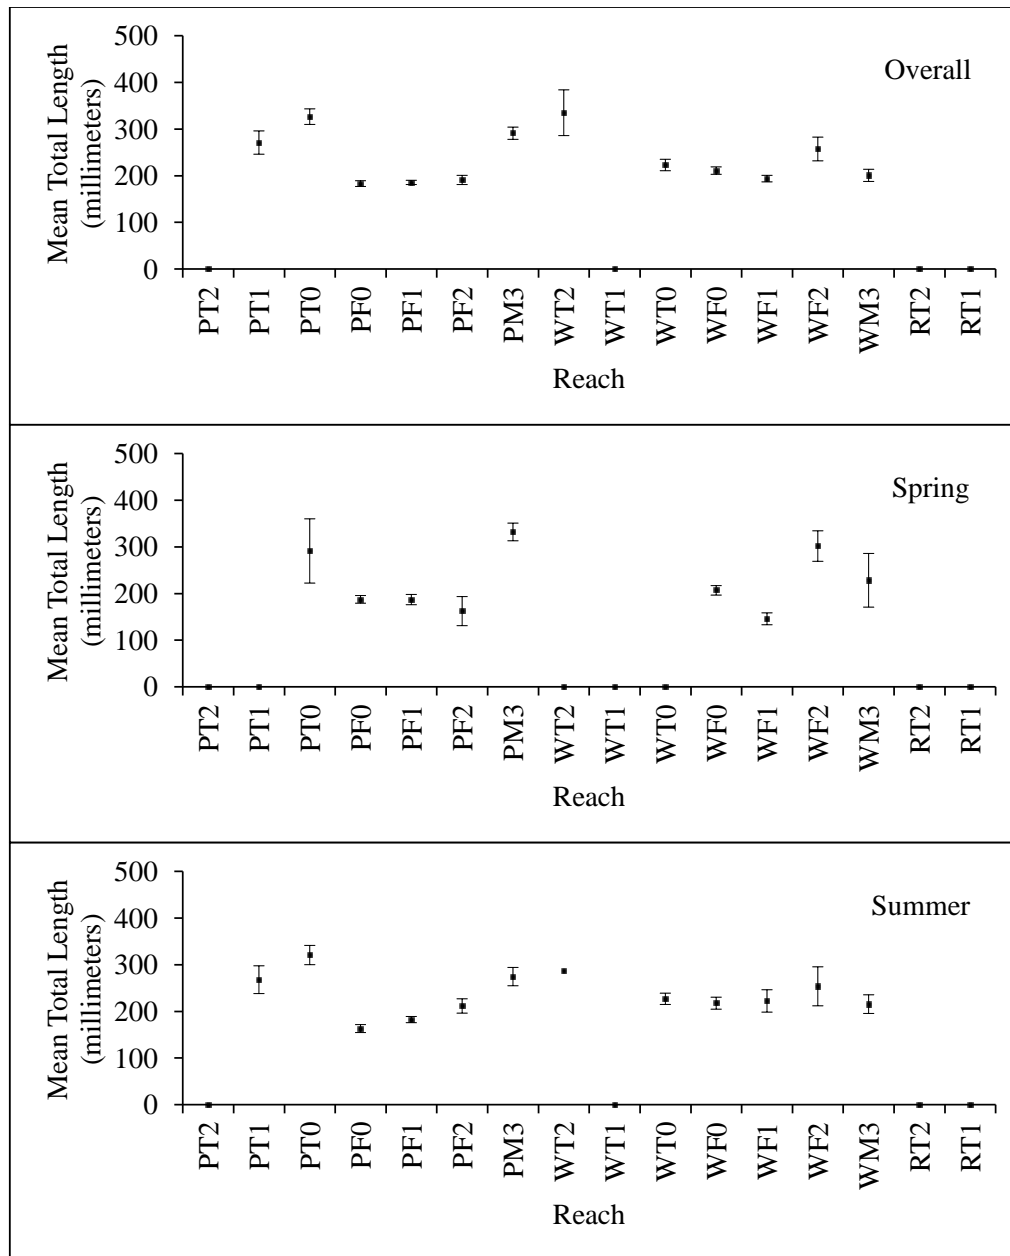 Overall
Mean Total Length
(millimeters)
500
400
300
200
100
0
PT2 PT1 PT0 PF0 PF1 PF2 PM3 WT2 WT1 WT0 WF0 WF1 WF2 WM3 RT2 RT1
Reach
Spring
Mean Total Length
(millimeters)
500
400
300
200
100
0
PT2 PT1 PT0 PF0 PF1 PF2 PM3 WT2 WT1 WT0 WF0 WF1 WF2 WM3 RT2 RT1
Reach
Summer
Mean Total Length
(millimeters)
500
400
300
200
100
0
PT2 PT1 PT0 PF0 PF1 PF2 PM3 WT2 WT1 WT0 WF0 WF1 WF2 WM3 RT2 RT1
Reach